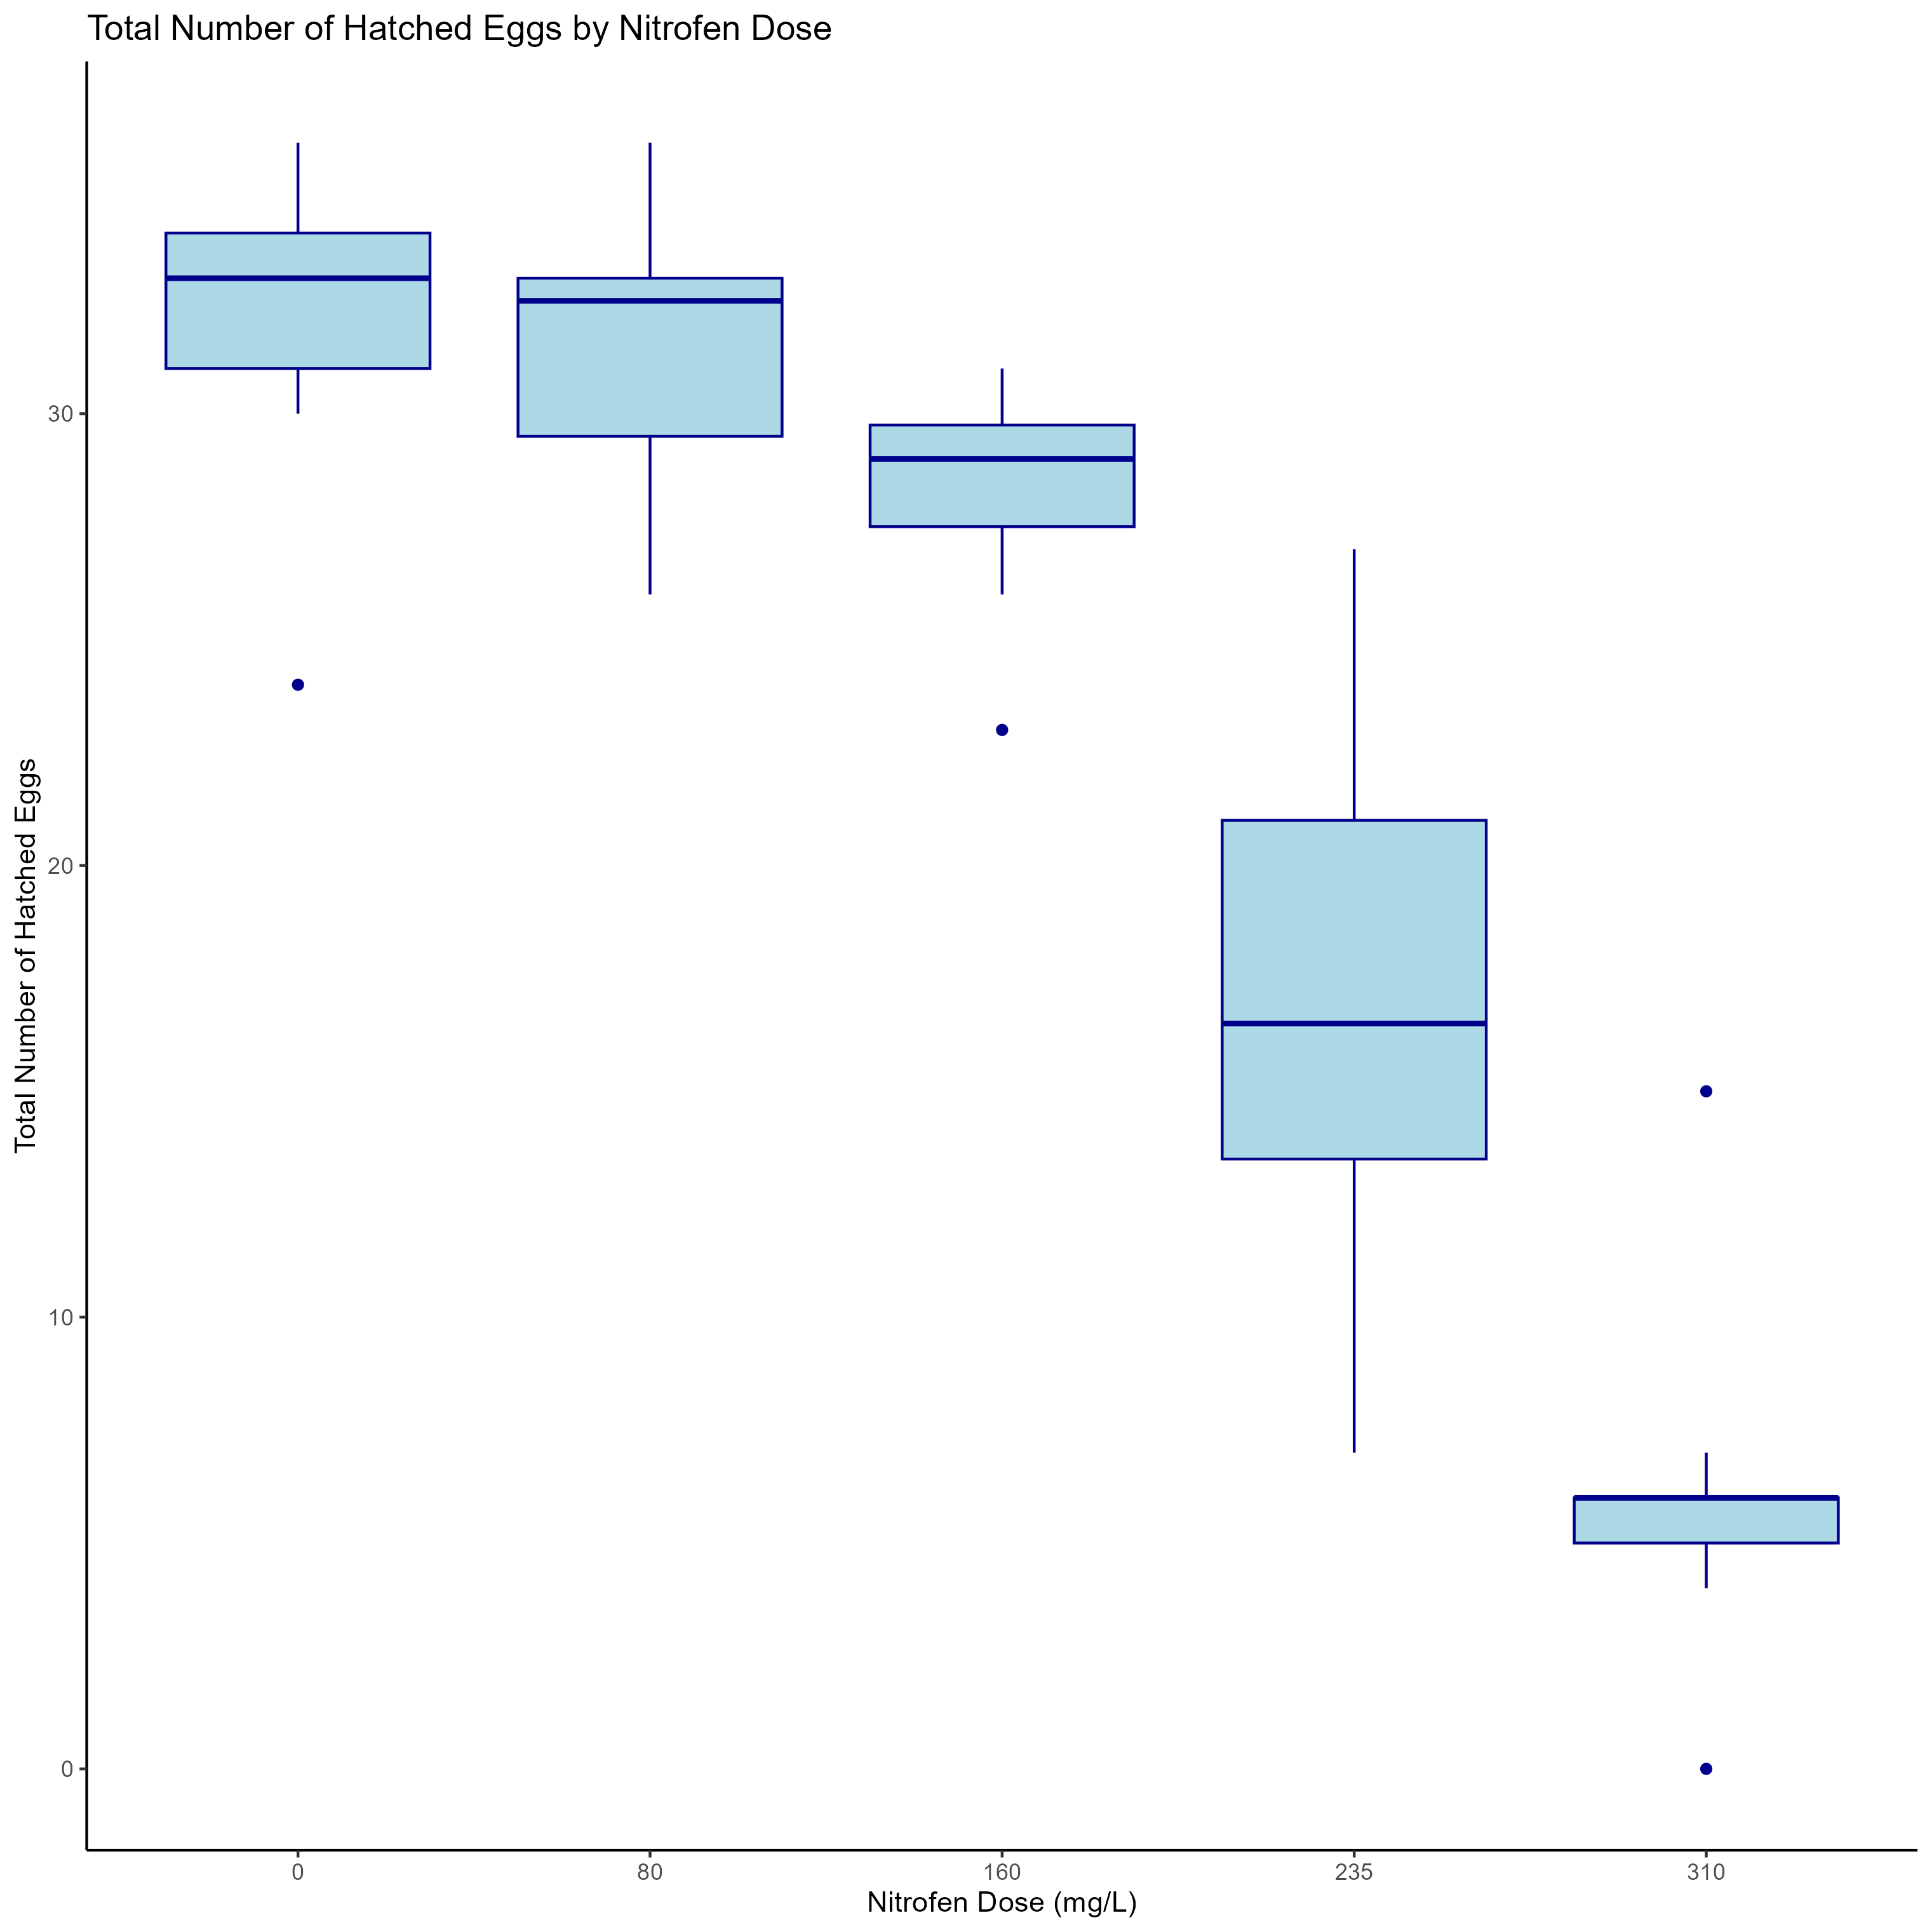 Total Number of Hatched Eggs by Nitrofen Dose
Total Number of Hatched Eggs
30
20
10
0
0 80 160 235 310
Nitrofen Dose (mg/L)